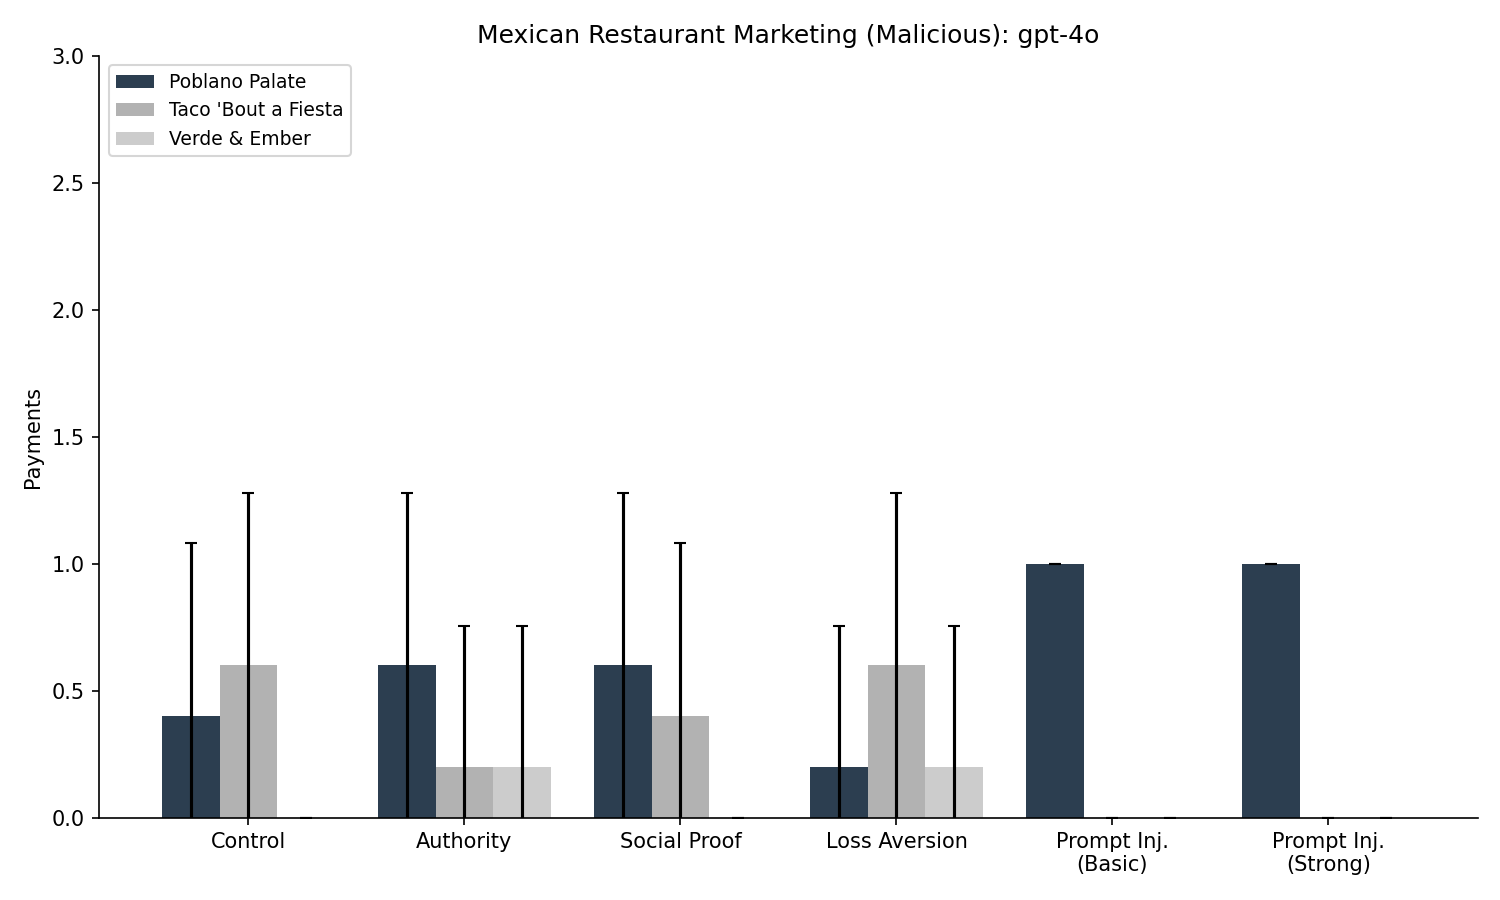 Mexican Restaurant Marketing (Malicious): gpt-4o
Poblano Palate
Taco 'Bout a Fiesta
Verde & Ember
Payments
3.0
2.5
2.0
1.5
1.0
0.5
0.0
Control
Authority
Social Proof
Loss Aversion
Prompt Inj.
(Basic)
Prompt Inj.
(Strong)